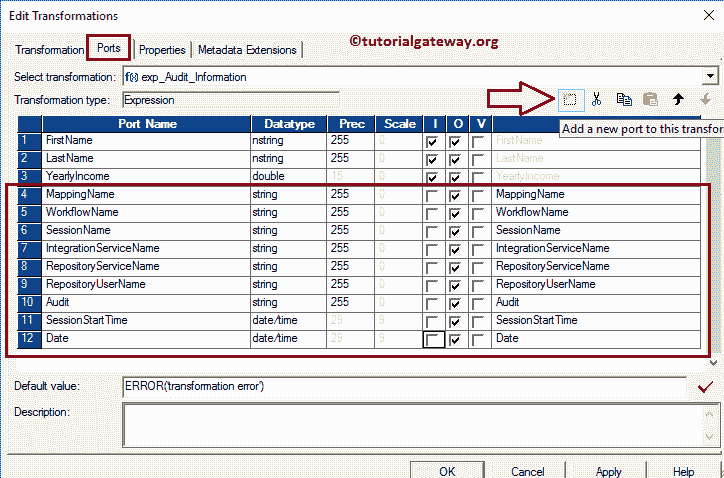 Edit Transformations
Transformation Ports Properties Metadata Extensions ©tutorialgateway.org
Select transformation: f(x) exp_Audit_Information
Transformation type: Expression
Add a new port to this transfor
Port Name Datatype Prec Scale I O V
1 FirstName nstring 255 0 FirstName
2 LastName nstring 255 0 LastName
3 YearlyIncome double 15 0 YearlyIncome
4 MappingName string 255 0 MappingName
5 WorkflowName string 255 0 WorkflowName
6 SessionName string 255 0 SessionName
7 IntegrationServiceName string 255 0 IntegrationServiceName
8 RepositoryServiceName string 255 0 RepositoryServiceName
9 RepositoryUserName string 255 0 RepositoryUserName
10 Audit string 255 0 Audit
11 SessionStartTime date/time 29 9 SessionStartTime
12 Date date/time 29 9 Date
Default value: ERROR('transformation error')
Description:
OK Cancel Apply Help